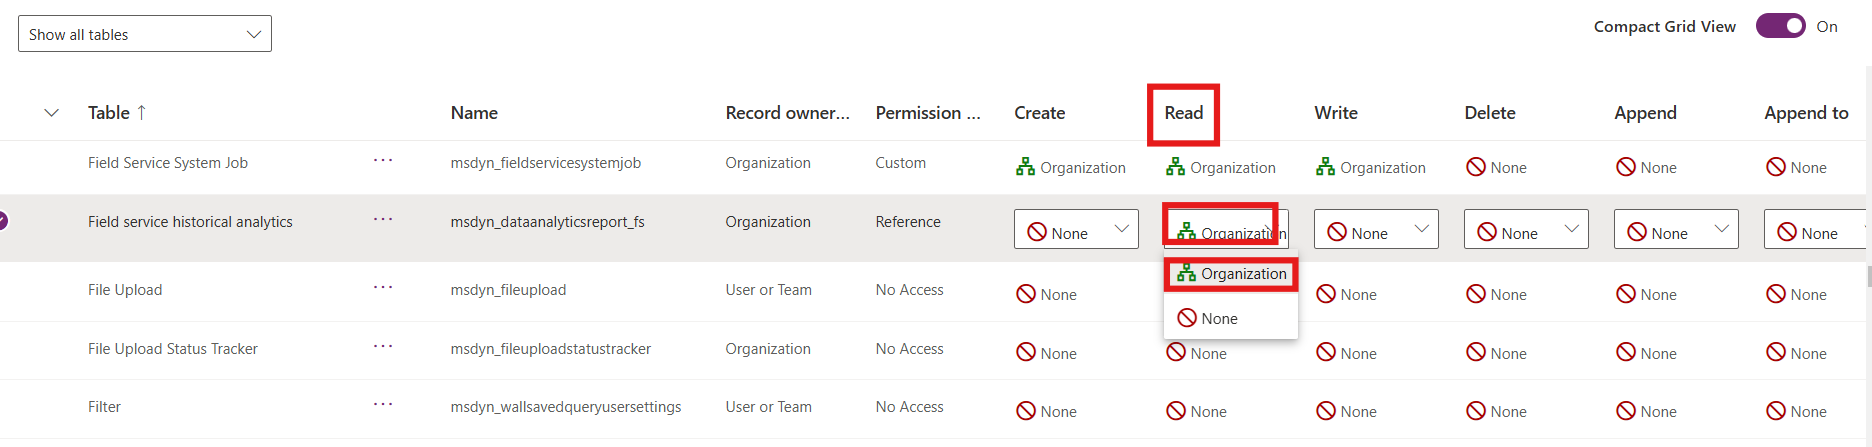 Show all tables
Compact Grid View On
Table ↑ Name Record owner... Permission ... Create Read Write Delete Append Append to
Field Service System Job ... msdyn_fieldservicesystemjob Organization Custom Organization Organization Organization None None None
Field service historical analytics ... msdyn_dataanalyticsreport_fs Organization Reference None Organization None None None None
Organization
File Upload ... msdyn_fileupload User or Team No Access None None None None None
None
File Upload Status Tracker ... msdyn_fileuploadstatustracker Organization No Access None None None None None None
Filter ... msdyn_wallsavedqueryusersettings User or Team No Access None None None None None None